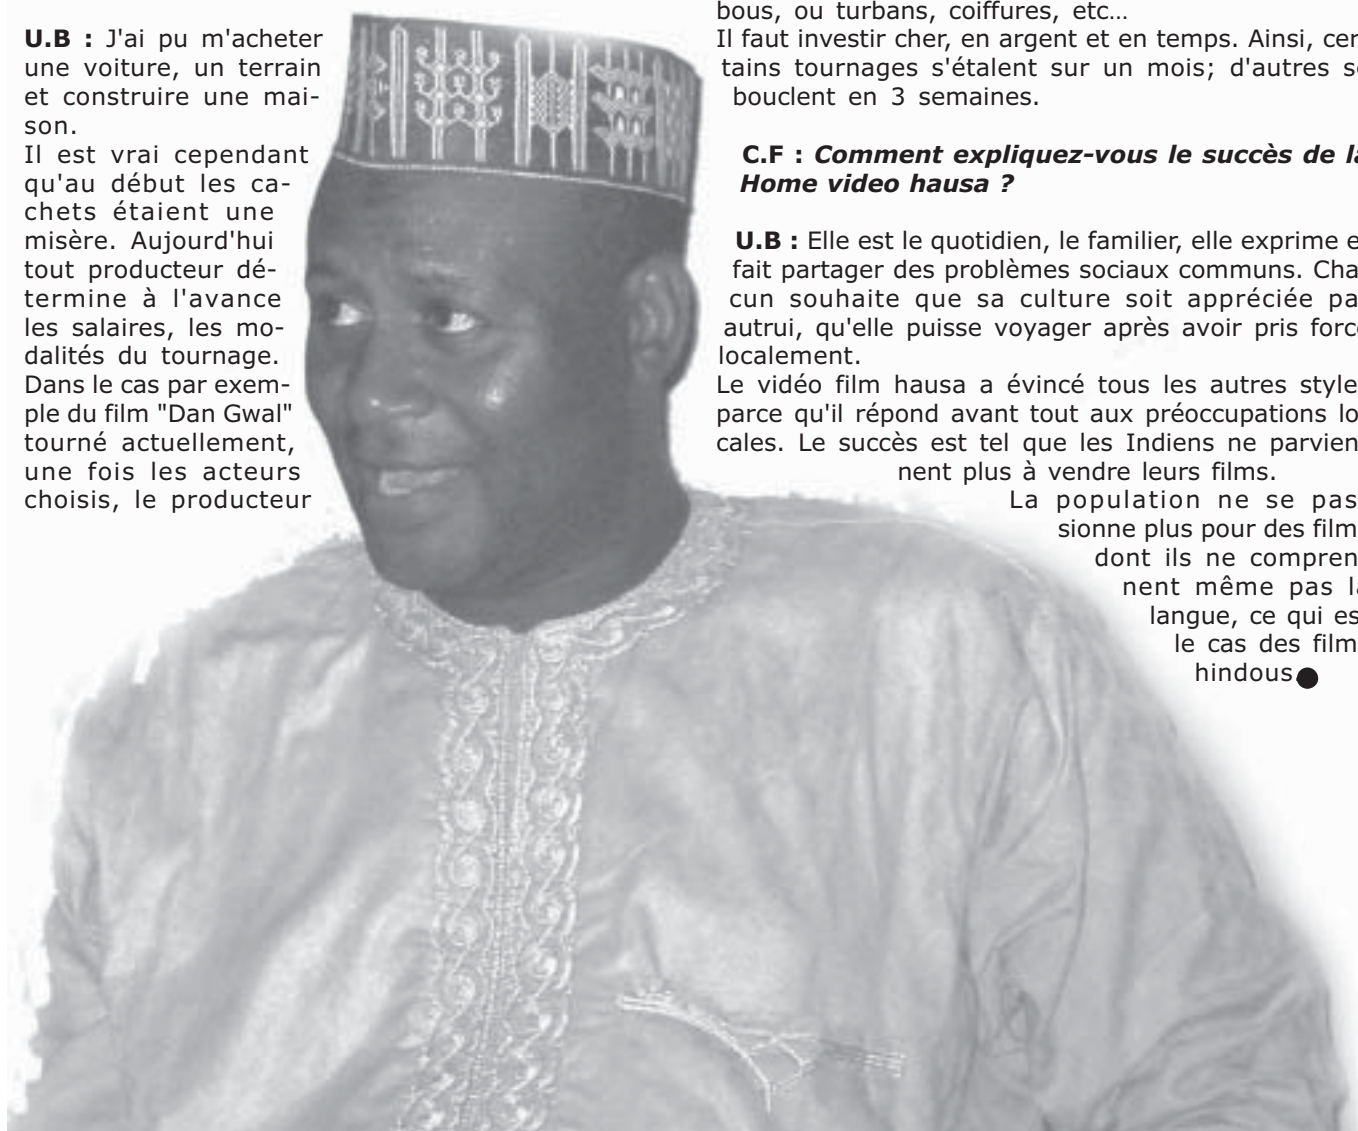 U.B : J'ai pu m'acheter
une voiture, un terrain
et construire une mai-
son.
Il est vrai cependant
qu'au début les ca-
chets étaient une
misère. Aujourd'hui
tout producteur dé-
termine à l'avance
les salaires, les mo-
dalités du tournage.
Dans le cas par exem-
ple du film "Dan Gwal"
tourné actuellement,
une fois les acteurs
choisis, le producteur
bous, ou turbans, coiffures, etc…
Il faut investir cher, en argent et en temps. Ainsi, cer
tains tournages s'étalent sur un mois; d'autres se
bouclent en 3 semaines.
C.F : Comment expliquez-vous le succès de la
Home video hausa ?
U.B : Elle est le quotidien, le familier, elle exprime e
fait partager des problèmes sociaux communs. Cha
cun souhaite que sa culture soit appréciée pa
autrui, qu'elle puisse voyager après avoir pris force
localement.
Le vidéo film hausa a évincé tous les autres style
parce qu'il répond avant tout aux préoccupations lo
cales. Le succès est tel que les Indiens ne parvien
nent plus à vendre leurs films.
La population ne se pas
sionne plus pour des film
dont ils ne compren
nent même pas la
langue, ce qui es
le cas des film
hindous